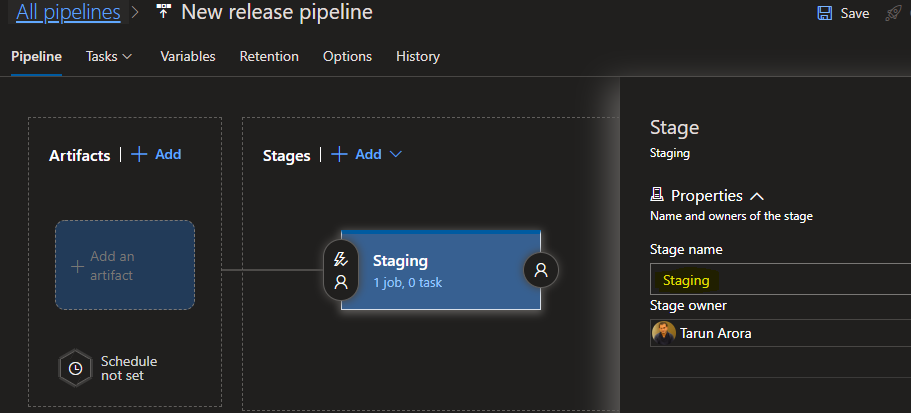 All pipelines > New release pipeline
Save
Pipeline Tasks Variables Retention Options History
Artifacts | + Add
Stages | + Add
+ Add an
artifact
Schedule
not set
Staging
1 job, 0 task
Stage
Staging
Properties
Name and owners of the stage
Stage name
Staging
Stage owner
Tarun Arora